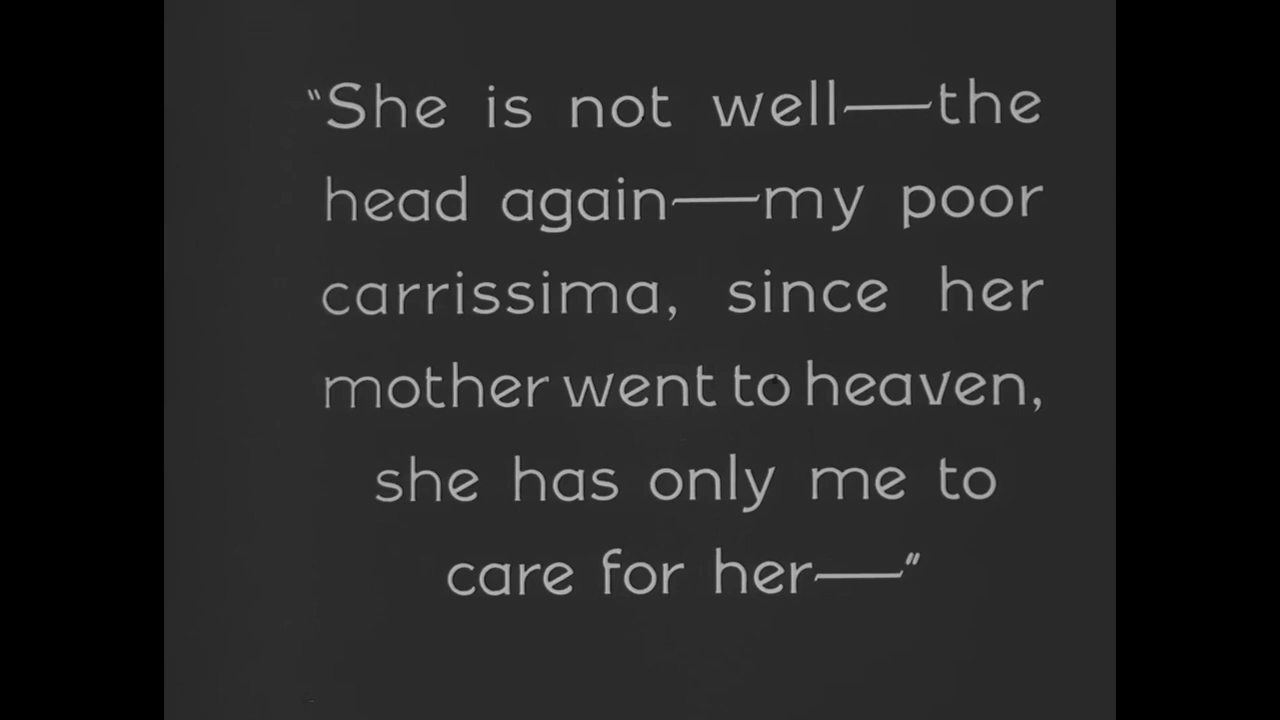 "She is not well—the
head again—my poor
carrissima, since her
mother went to heaven,
she has only me to
care for her—"